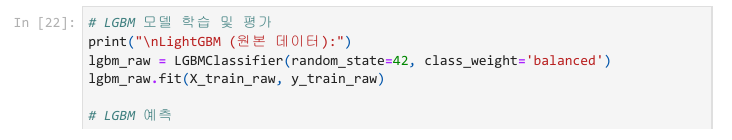 In [22]:
# LGBM 모델 학습 및 평가
print("\nLightGBM (원본 데이터):")
lgbm_raw = LGBMClassifier(random_state=42, class_weight='balanced')
lgbm_raw.fit(X_train_raw, y_train_raw)
# LGBM 예측